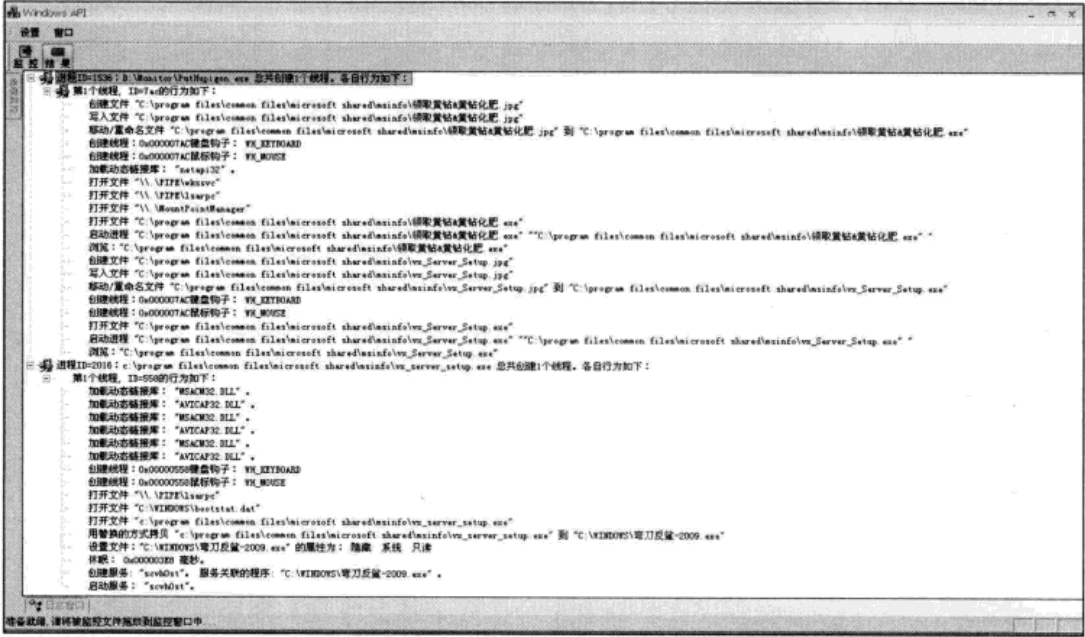 Windows API
设置 窗口
监控 结果
进程ID=1536：D:\Monitor\PutHupigon.exe 总共创建1个线程。各自行为如下：
第1个线程，ID=7ac的行为如下：
创建文件 "C:\program files\common files\microsoft shared\msinfo\领取黄钻&黄钻化肥.jpg"
写入文件 "C:\program files\common files\microsoft shared\msinfo\领取黄钻&黄钻化肥.jpg"
移动/重命名文件 "C:\program files\common files\microsoft shared\msinfo\领取黄钻&黄钻化肥.jpg" 到 "C:\program files\common files\microsoft shared\msinfo\领取黄钻&黄钻化肥.exe"
创建线程：0x000007AC键盘钩子： WH_KEYBOARD
创建线程：0x000007AC鼠标钩子： WH_MOUSE
加载动态链接库： "netapi32" 。
打开文件 "\\.\PIPE\wkssvc"
打开文件 "\\.\PIPE\lsarpc"
打开文件 "\\.\MountPointManager"
打开文件 "C:\program files\common files\microsoft shared\msinfo\领取黄钻&黄钻化肥.exe"
启动进程 "C:\program files\common files\microsoft shared\msinfo\领取黄钻&黄钻化肥.exe" ""C:\program files\common files\microsoft shared\msinfo\领取黄钻&黄钻化肥.exe" "
浏览："C:\program files\common files\microsoft shared\msinfo\领取黄钻&黄钻化肥.exe"
创建文件 "C:\program files\common files\microsoft shared\msinfo\vx_Server_Setup.jpg"
写入文件 "C:\program files\common files\microsoft shared\msinfo\vx_Server_Setup.jpg"
移动/重命名文件 "C:\program files\common files\microsoft shared\msinfo\vx_Server_Setup.jpg" 到 "C:\program files\common files\microsoft shared\msinfo\vx_Server_Setup.exe"
创建线程：0x000007AC键盘钩子： WH_KEYBOARD
创建线程：0x000007AC鼠标钩子： WH_MOUSE
打开文件 "C:\program files\common files\microsoft shared\msinfo\vx_Server_Setup.exe"
启动进程 "C:\program files\common files\microsoft shared\msinfo\vx_Server_Setup.exe" ""C:\program files\common files\microsoft shared\msinfo\vx_Server_Setup.exe" "
浏览："C:\program files\common files\microsoft shared\msinfo\vx_Server_Setup.exe"
进程ID=2016：c:\program files\common files\microsoft shared\msinfo\vx_server_setup.exe 总共创建1个线程。各自行为如下：
第1个线程，ID=558的行为如下：
加载动态链接库： "MSACM32.DLL" 。
加载动态链接库： "AVICAP32.DLL" 。
加载动态链接库： "MSACM32.DLL" 。
加载动态链接库： "AVICAP32.DLL" 。
加载动态链接库： "MSACM32.DLL" 。
加载动态链接库： "AVICAP32.DLL" 。
创建线程：0x00000558键盘钩子： WH_KEYBOARD
创建线程：0x00000558鼠标钩子： WH_MOUSE
打开文件 "\\.\PIPE\lsarpc"
打开文件 "C:\WINDOWS\bootstat.dat"
打开文件 "c:\program files\common files\microsoft shared\msinfo\vx_server_setup.exe"
用替换的方式拷贝 "c:\program files\common files\microsoft shared\msinfo\vx_server_setup.exe" 到 "C:\WINDOWS\弯刀反鲨-2009.exe"
设置文件："C:\WINDOWS\弯刀反鲨-2009.exe" 的属性为： 隐藏 系统 只读
休眠： 0x000003E8 毫秒。
创建服务： "scvh0st"。 服务关联的程序："C:\WINDOWS\弯刀反鲨-2009.exe" 。
启动服务： "scvh0st"。
日志窗口
准备就绪，请将被监控文件拖放到监控窗口中...